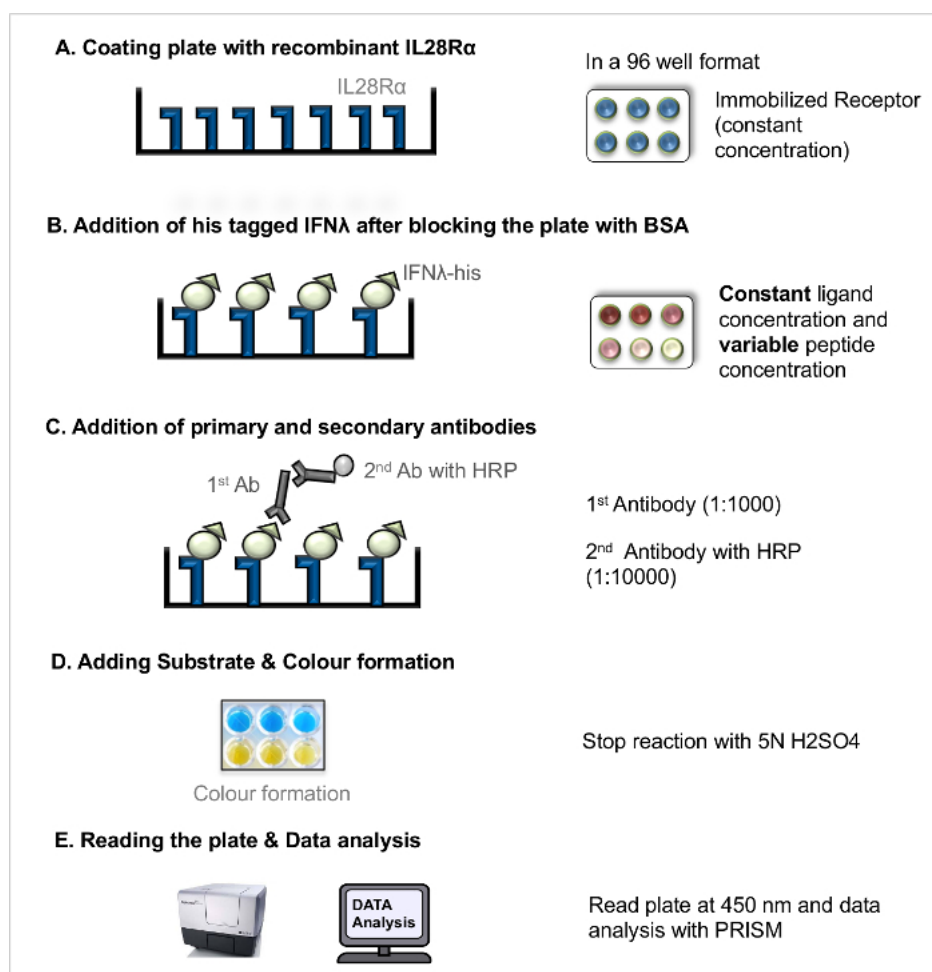 A. Coating plate with recombinant IL28Rα
IL28Rα
In a 96 well format
Immobilized Receptor
(constant
concentration)
B. Addition of his tagged IFNλ after blocking the plate with BSA
IFNλ-his
Constant ligand
concentration and
variable peptide
concentration
C. Addition of primary and secondary antibodies
1st Ab
2nd Ab with HRP
1st Antibody (1:1000)
2nd Antibody with HRP
(1:10000)
D. Adding Substrate & Colour formation
Colour formation
Stop reaction with 5N H2SO4
E. Reading the plate & Data analysis
DATA
Analysis
Read plate at 450 nm and data
analysis with PRISM